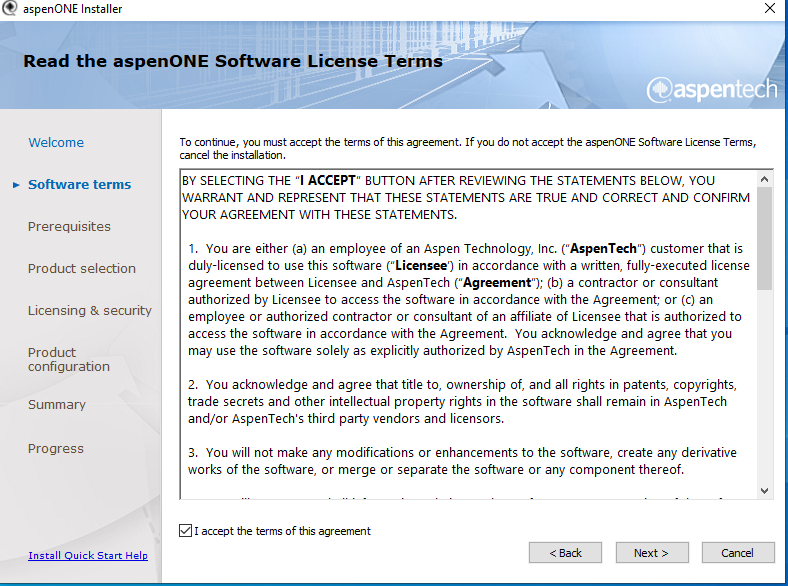 aspenONE Installer
Read the aspenONE Software License Terms
aspentech
Welcome
Software terms
Prerequisites
Product selection
Licensing & security
Product
configuration
Summary
Progress
Install Quick Start Help
To continue, you must accept the terms of this agreement. If you do not accept the aspenONE Software License Terms,
cancel the installation.
BY SELECTING THE “I ACCEPT” BUTTON AFTER REVIEWING THE STATEMENTS BELOW, YOU
WARRANT AND REPRESENT THAT THESE STATEMENTS ARE TRUE AND CORRECT AND CONFIRM
YOUR AGREEMENT WITH THESE STATEMENTS.
1. You are either (a) an employee of an Aspen Technology, Inc. (“AspenTech”) customer that is
duly-licensed to use this software (“Licensee’) in accordance with a written, fully-executed license
agreement between Licensee and AspenTech (“Agreement”); (b) a contractor or consultant
authorized by Licensee to access the software in accordance with the Agreement; or (c) an
employee or authorized contractor or consultant of an affiliate of Licensee that is authorized to
access the software in accordance with the Agreement. You acknowledge and agree that you
may use the software solely as explicitly authorized by AspenTech in the Agreement.
2. You acknowledge and agree that title to, ownership of, and all rights in patents, copyrights,
trade secrets and other intellectual property rights in the software shall remain in AspenTech
and/or AspenTech's third party vendors and licensors.
3. You will not make any modifications or enhancements to the software, create any derivative
works of the software, or merge or separate the software or any component thereof.
I accept the terms of this agreement
< Back
Next >
Cancel